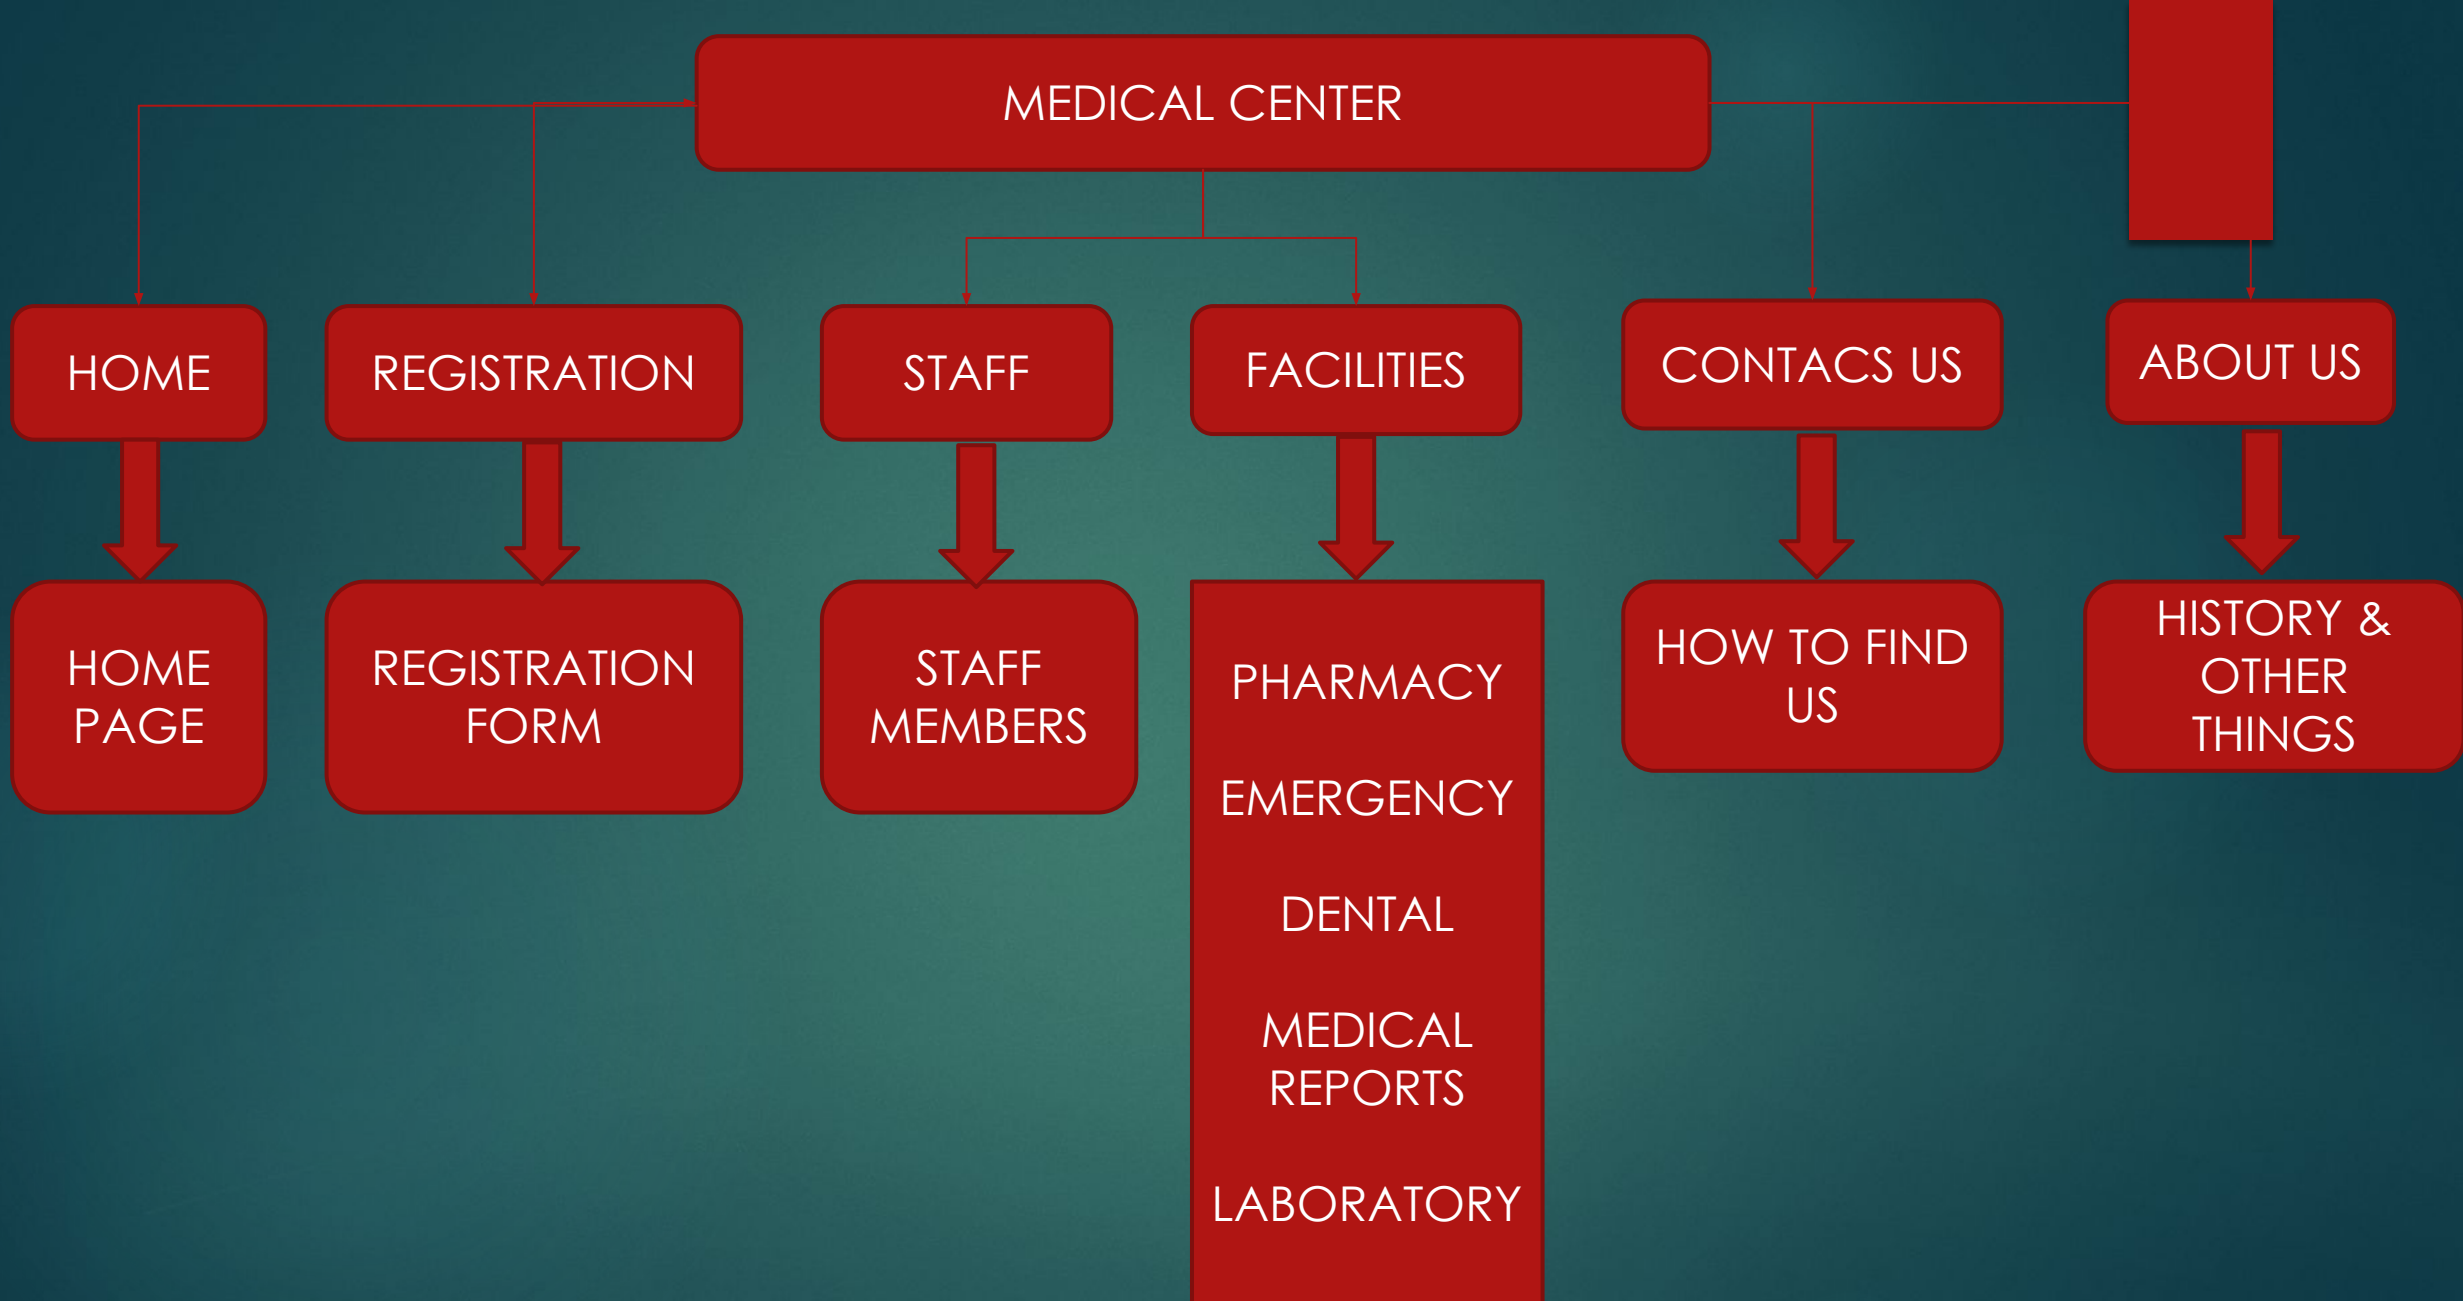 MEDICAL CENTER
HOME
REGISTRATION
STAFF
FACILITIES
CONTACS US
ABOUT US
HOME
PAGE
REGISTRATION
FORM
STAFF
MEMBERS
PHARMACY
EMERGENCY
DENTAL
MEDICAL
REPORTS
LABORATORY
HOW TO FIND
US
HISTORY &
OTHER
THINGS